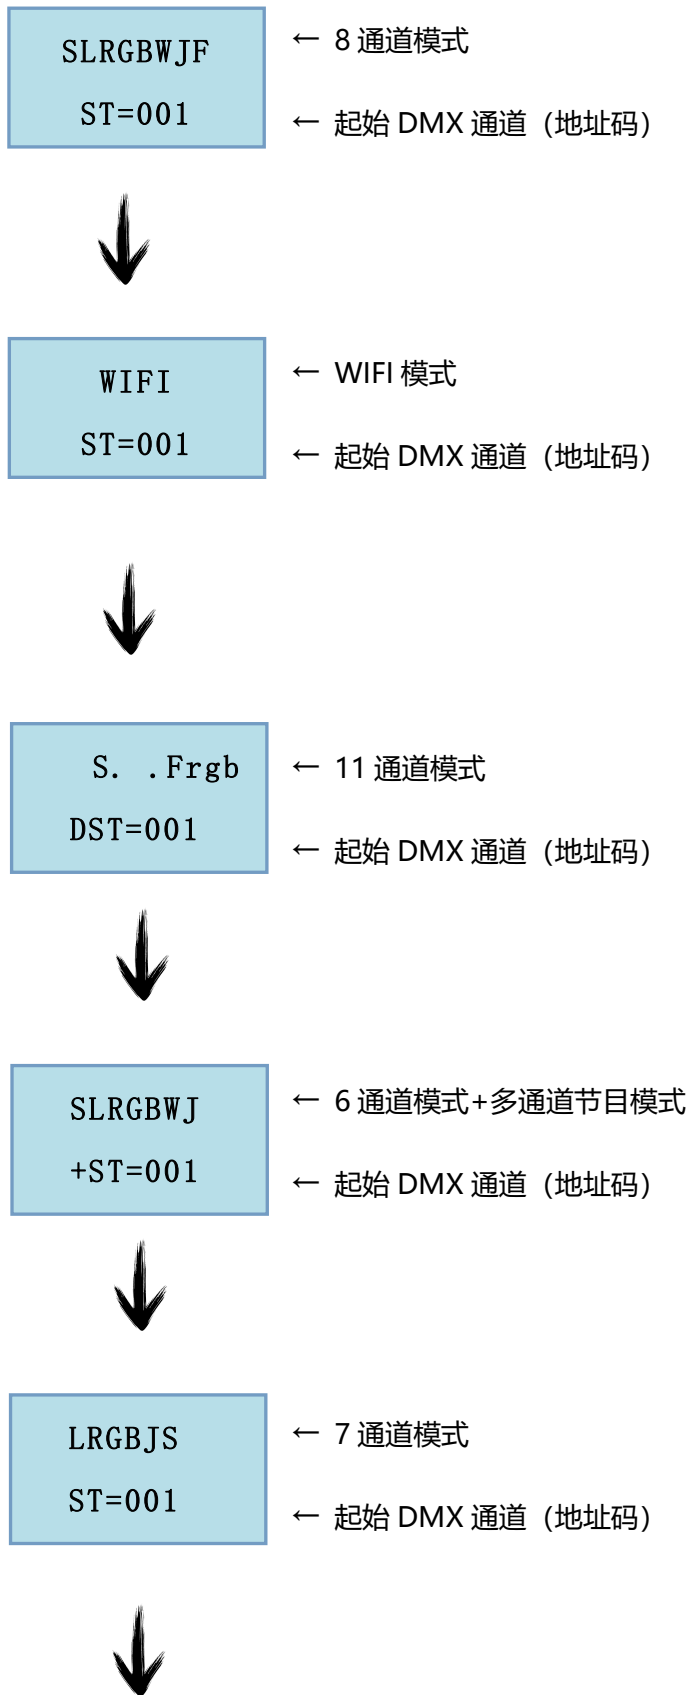 SLRGBWJF ← 8 通道模式
ST=001 ← 起始 DMX 通道（地址码）
WIFI ← WIFI 模式
ST=001 ← 起始 DMX 通道（地址码）
S. .Frgb ← 11 通道模式
DST=001 ← 起始 DMX 通道（地址码）
SLRGBWJ ← 6 通道模式+多通道节目模式
+ST=001 ← 起始 DMX 通道（地址码）
LRGBJS ← 7 通道模式
ST=001 ← 起始 DMX 通道（地址码）